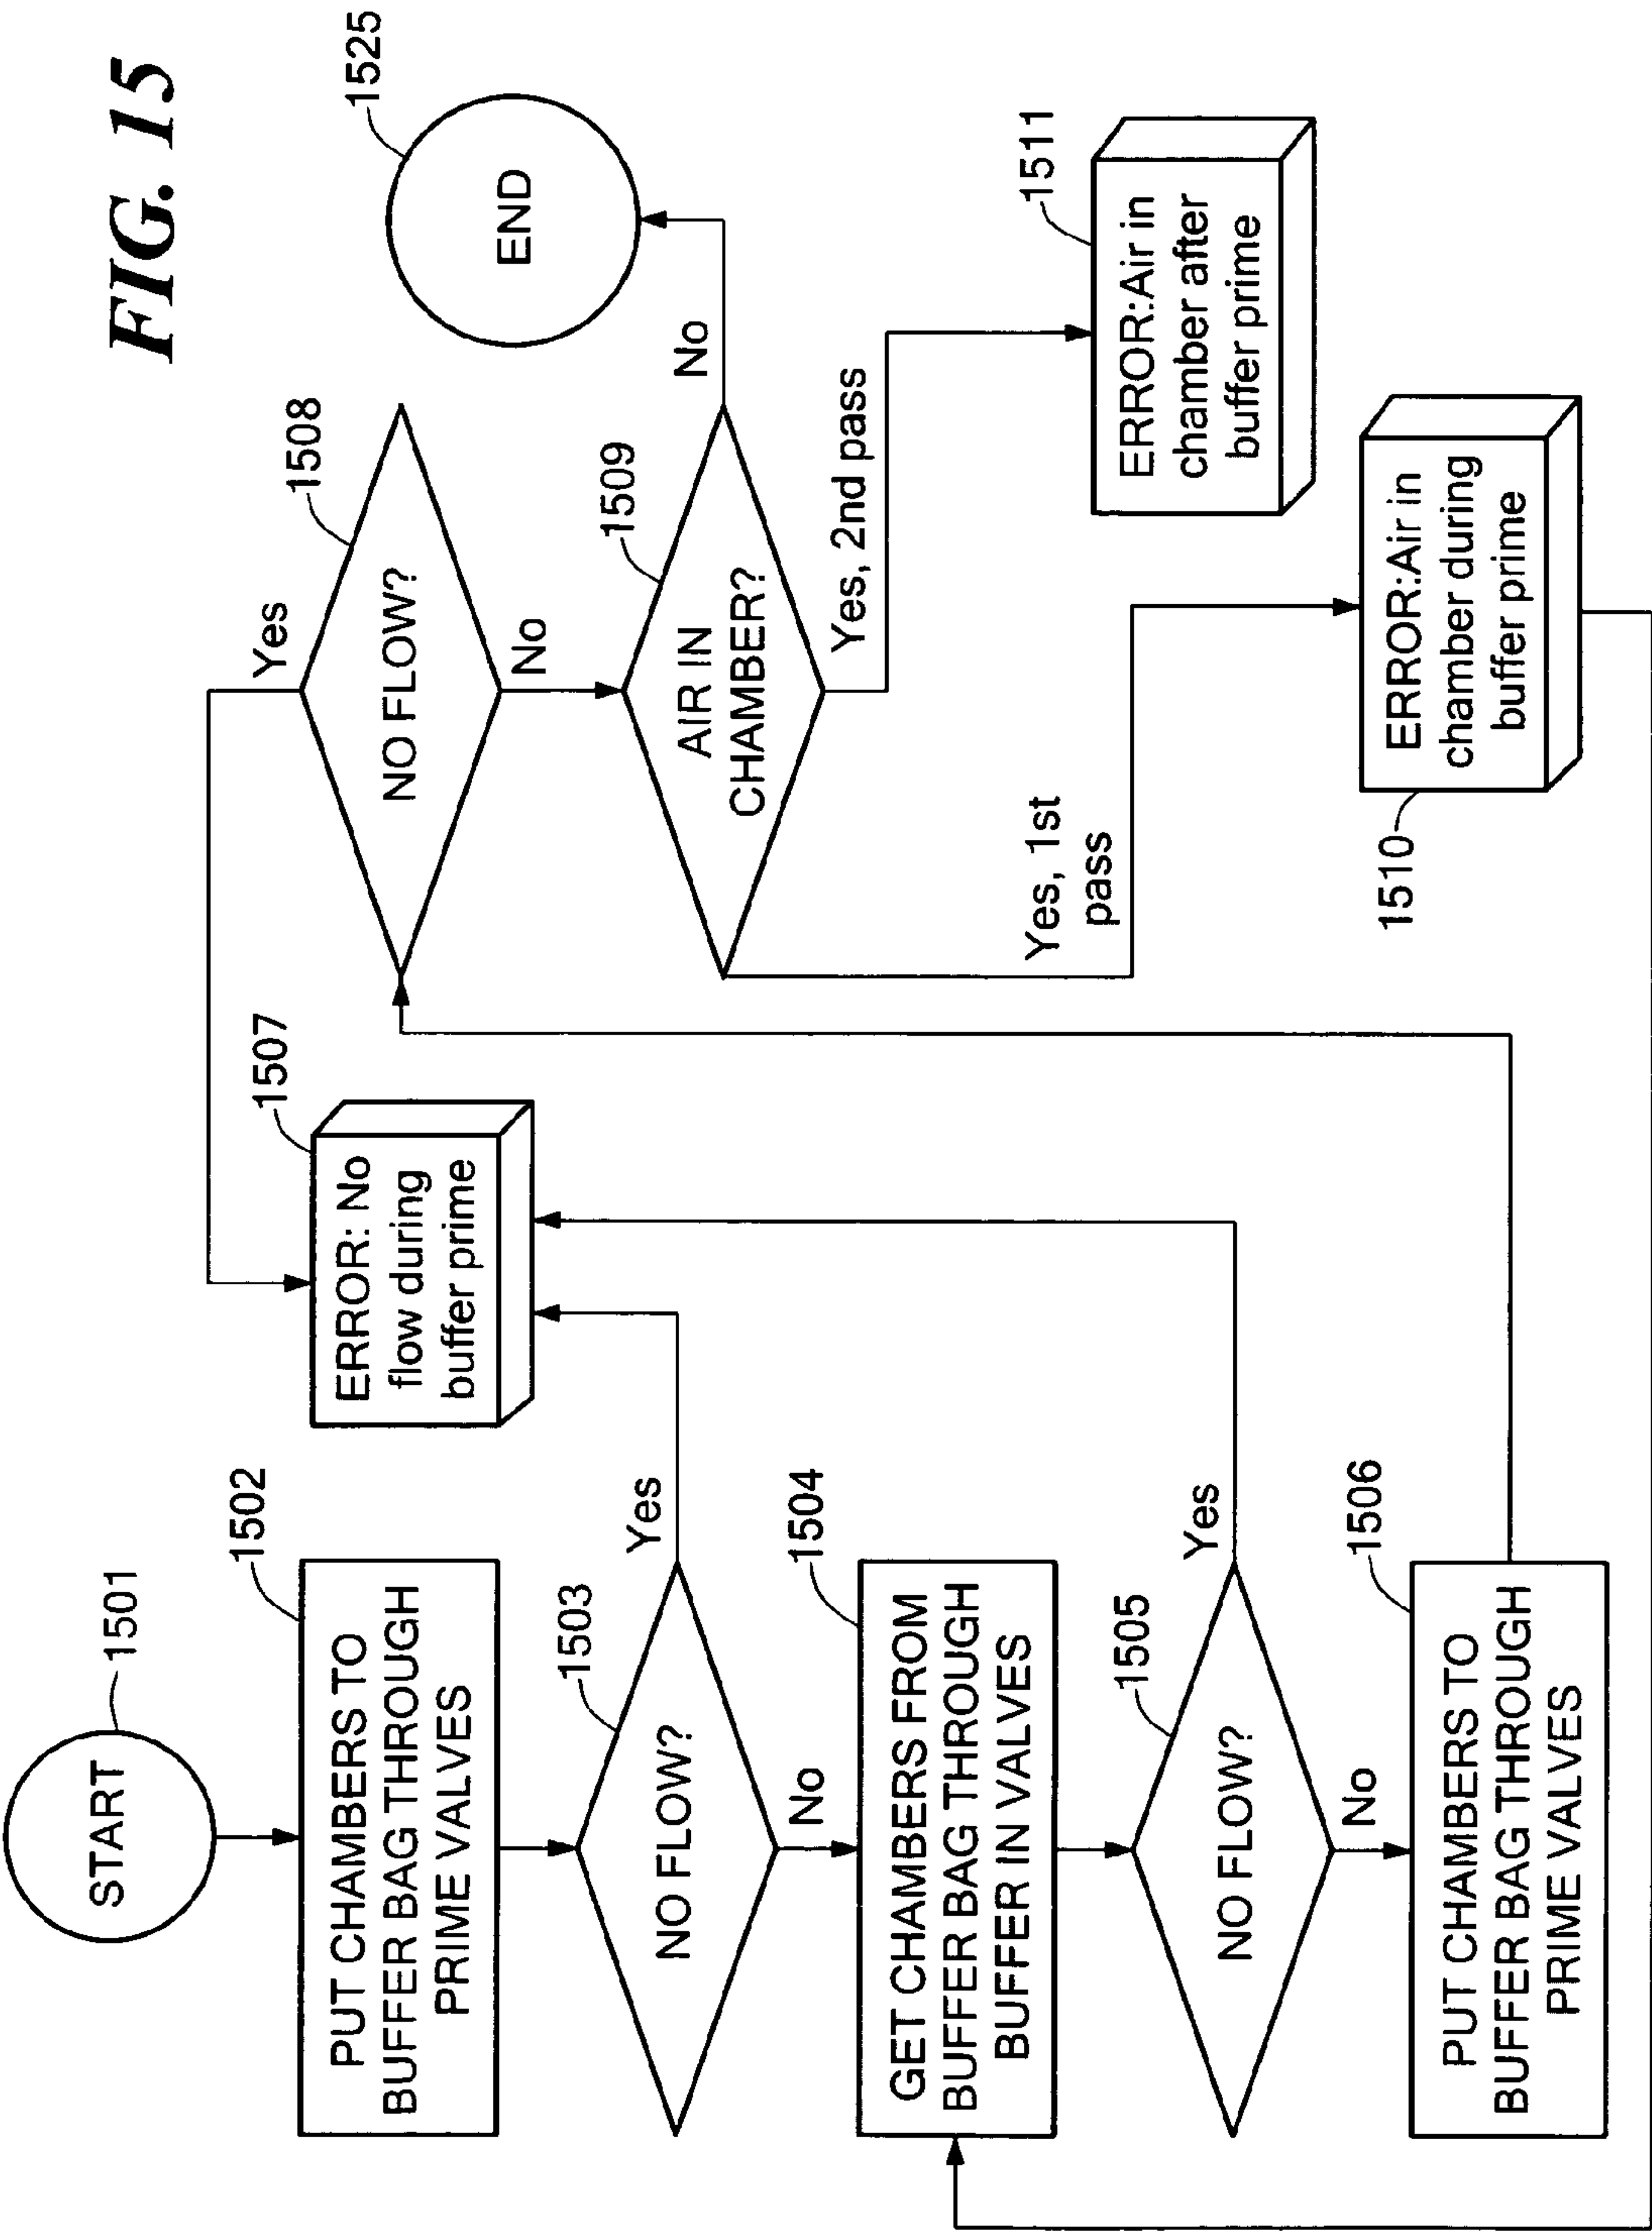 FIG. 15
START
1501
1502
PUT CHAMBERS TO
BUFFER BAG THROUGH
PRIME VALVES
1503
NO FLOW?
Yes
No
1504
GET CHAMBERS FROM
BUFFER BAG THROUGH
BUFFER IN VALVES
1505
NO FLOW?
Yes
No
1506
PUT CHAMBERS TO
BUFFER BAG THROUGH
PRIME VALVES
1507
ERROR: No
flow during
buffer prime
Yes
1508
NO FLOW?
No
1509
AIR IN
CHAMBER?
No
1525
END
Yes, 2nd pass
1511
ERROR:Air in
chamber after
buffer prime
Yes, 1st
pass
1510
ERROR:Air in
chamber during
buffer prime